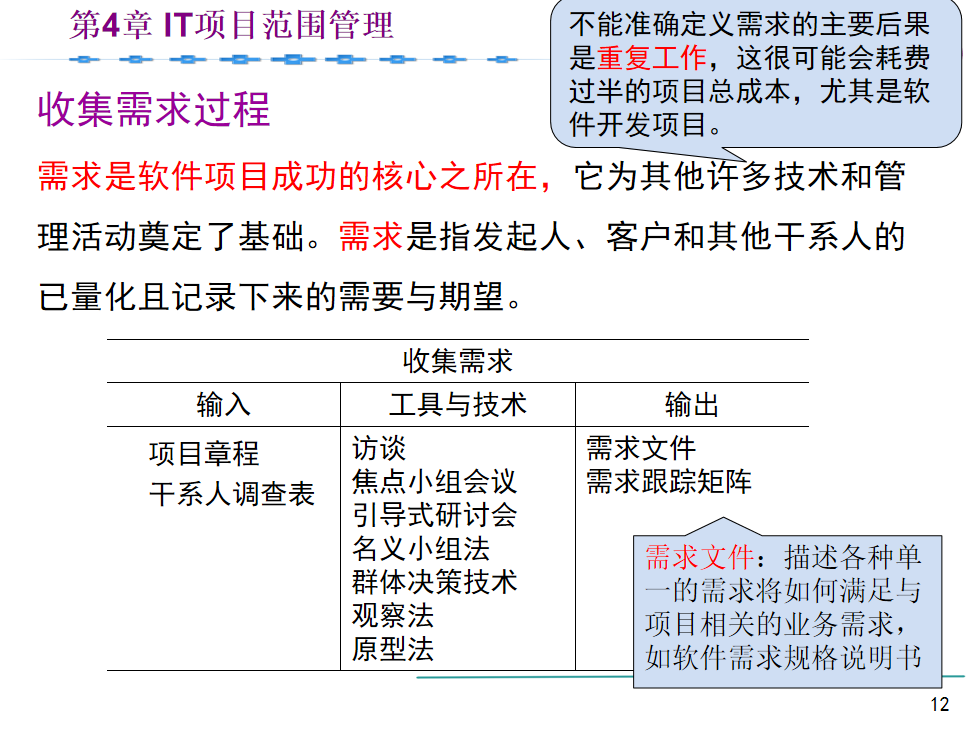 第4章 IT项目范围管理
不能准确定义需求的主要后果
是重复工作，这很可能会耗费
过半的项目总成本，尤其是软
件开发项目。
收集需求过程
需求是软件项目成功的核心之所在，它为其他许多技术和管
理活动奠定了基础。需求是指发起人、客户和其他干系人的
已量化且记录下来的需要与期望。
收集需求
输入
工具与技术
输出
项目章程
干系人调查表
访谈
焦点小组会议
引导式研讨会
名义小组法
群体决策技术
观察法
原型法
需求文件
需求跟踪矩阵
需求文件：描述各种单
一的需求将如何满足与
项目相关的业务需求，
如软件需求规格说明书
12